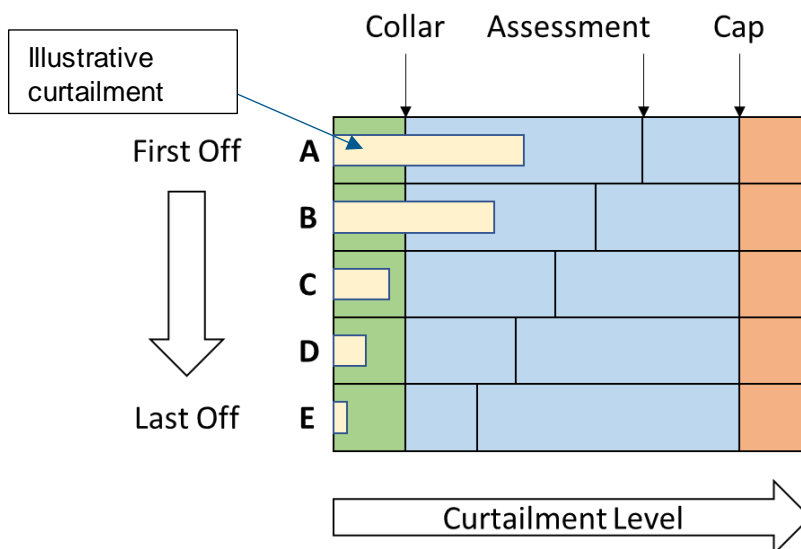 Collar Assessment Cap
Illustrative
curtailment
First Off
A
B
C
D
Last Off E
Curtailment Level